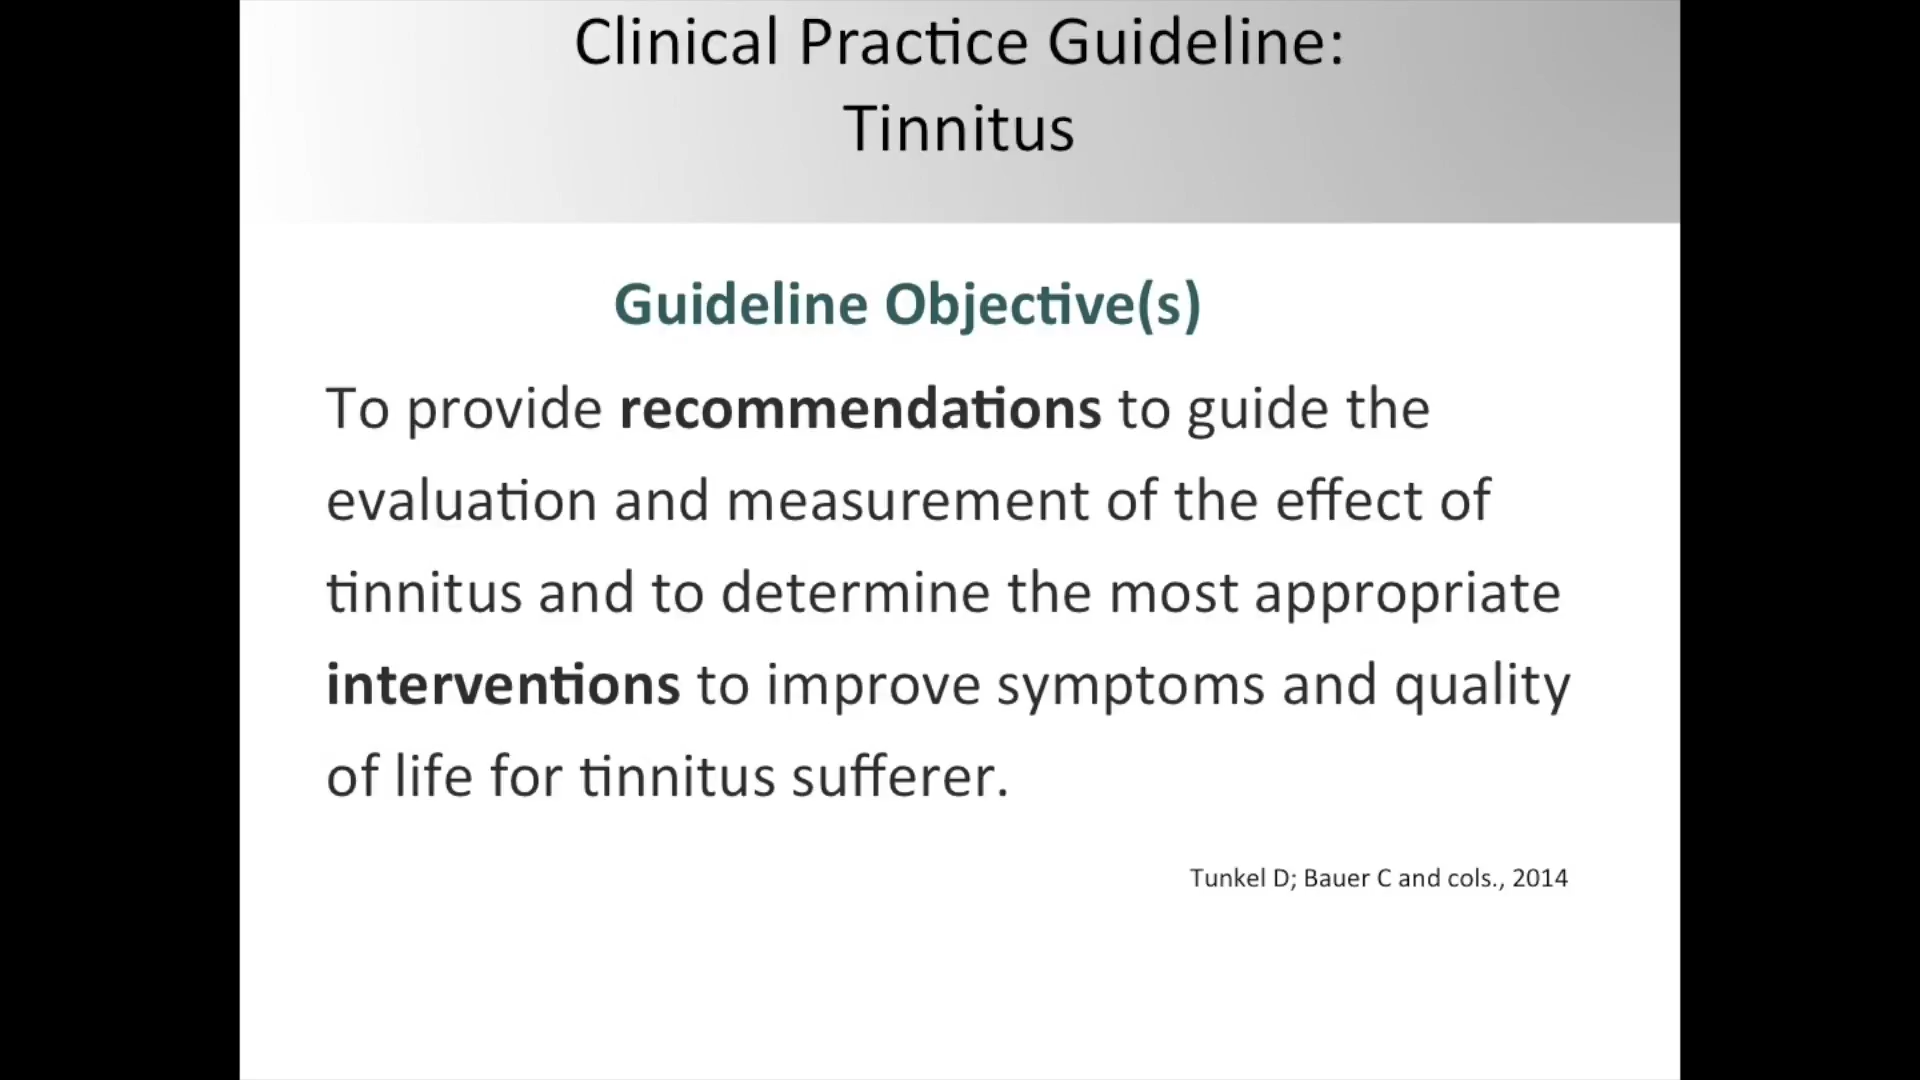 Clinical Practice Guideline:
Tinnitus
Guideline Objective(s)
To provide recommendations to guide the
evaluation and measurement of the effect of
tinnitus and to determine the most appropriate
interventions to improve symptoms and quality
of life for tinnitus sufferer.
Tunkel D; Bauer C and cols., 2014